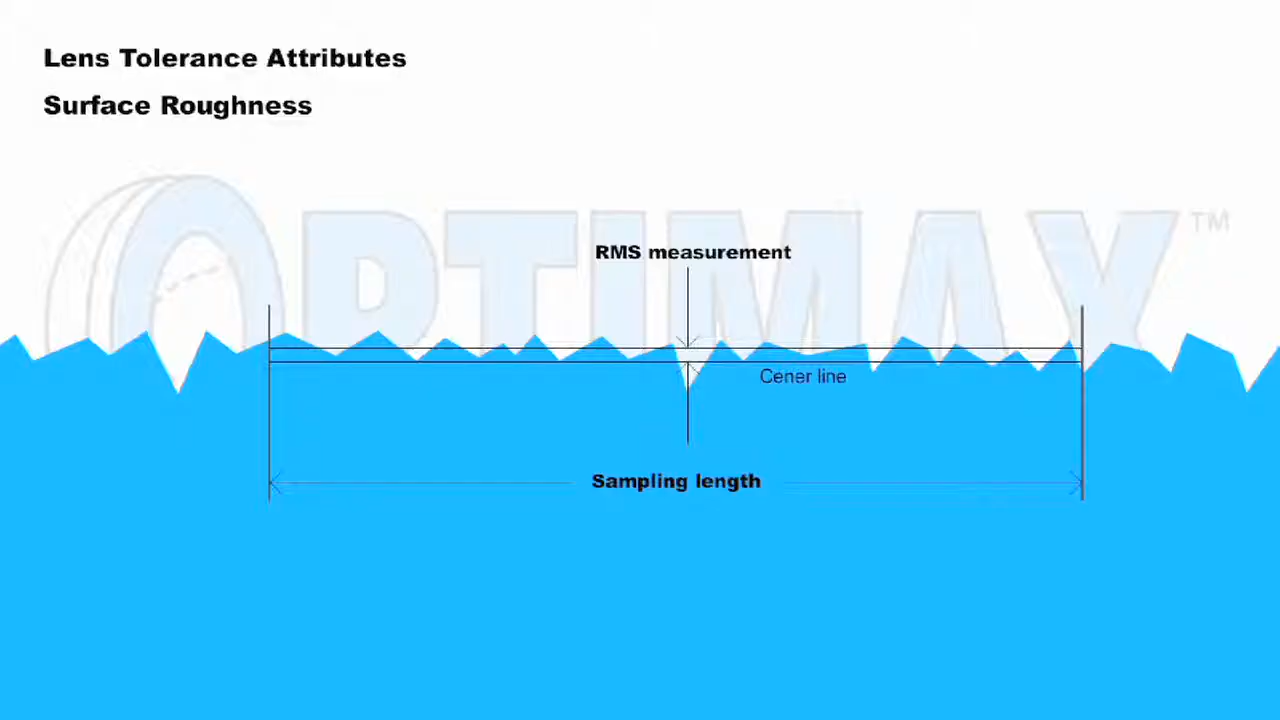 Lens Tolerance Attributes
Surface Roughness
OPTIMAX™
RMS measurement
Cener line
Sampling length